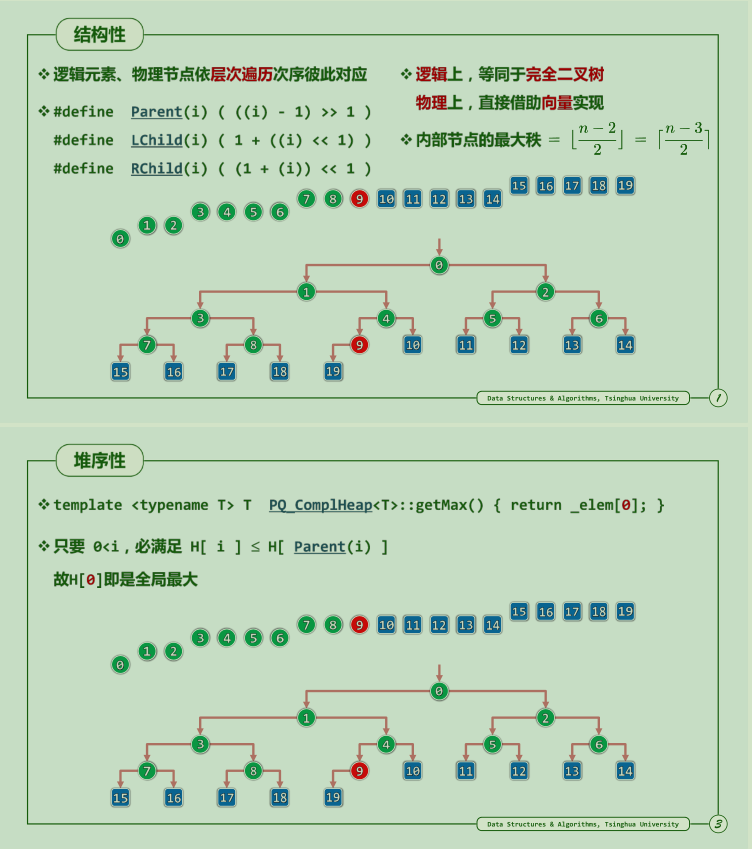 结构性
❖ 逻辑元素、物理节点依层次遍历次序彼此对应
❖ #define Parent(i) ( ((i) - 1) >> 1 )
#define LChild(i) ( 1 + ((i) << 1) )
#define RChild(i) ( (1 + (i)) << 1 )
❖ 逻辑上，等同于完全二叉树
物理上，直接借助向量实现
❖ 内部节点的最大秩 = ⌊(n − 2)/2⌋ = ⌈(n − 3)/2⌉
15 16 17 18 19
7 8 9 10 11 12 13 14
3 4 5 6
1 2
0
0
1 2
3 4 5 6
7 8 9 10 11 12 13 14
15 16 17 18 19
Data Structures & Algorithms, Tsinghua University
1
堆序性
❖ template <typename T> T PQ_ComplHeap<T>::getMax() { return _elem[0]; }
❖ 只要 0<i，必满足 H[ i ] ≤ H[ Parent(i) ]
故H[0]即是全局最大
15 16 17 18 19
7 8 9 10 11 12 13 14
3 4 5 6
1 2
0
0
1 2
3 4 5 6
7 8 9 10 11 12 13 14
15 16 17 18 19
Data Structures & Algorithms, Tsinghua University
3